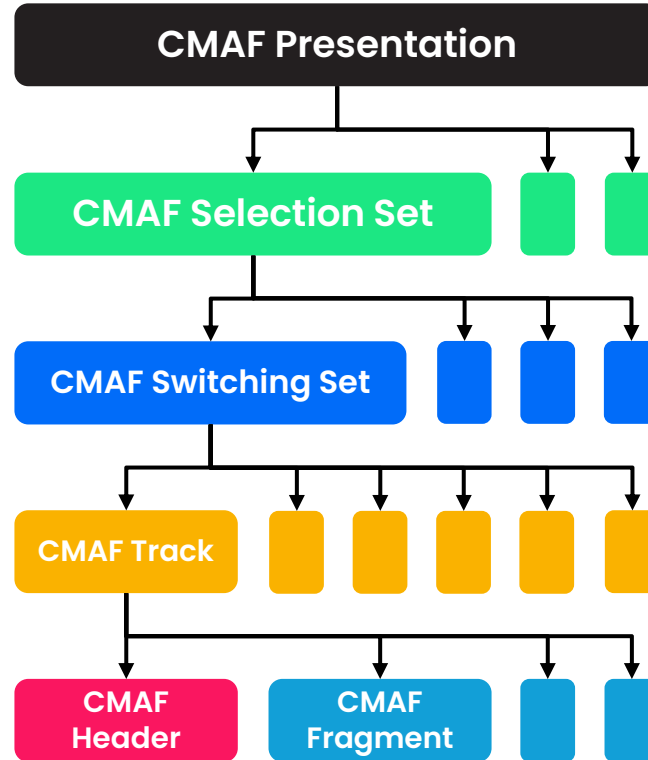 CMAF Presentation
CMAF Selection Set
CMAF Switching Set
CMAF Track
CMAF
Header
CMAF
Fragment